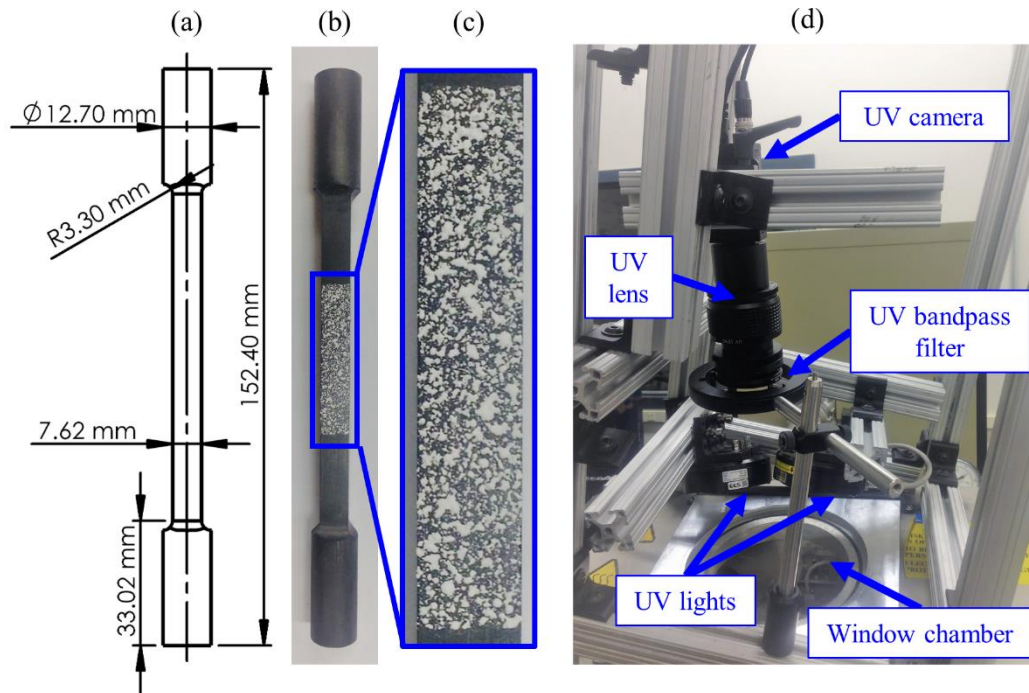 (a)
(b)
(c)
(d)
Ø12.70 mm
R3.30 mm
152.40 mm
7.62 mm
33.02 mm
UV camera
UV
lens
UV bandpass
filter
UV lights
Window chamber